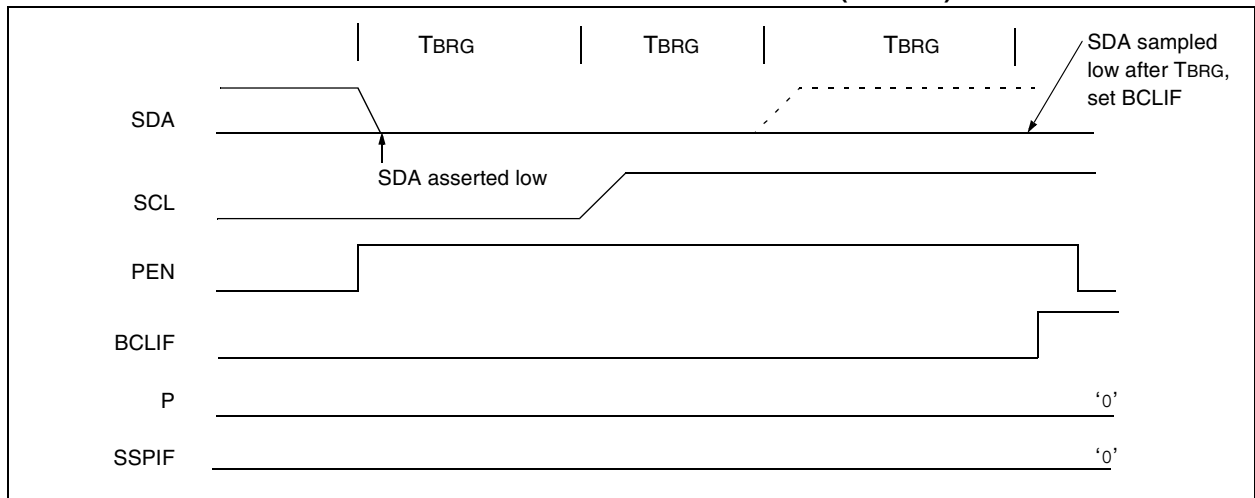 TBRG TBRG TBRG
SDA sampled
low after TBRG,
set BCLIF
SDA
SDA asserted low
SCL
PEN
BCLIF
P
‘0’
SSPIF
‘0’